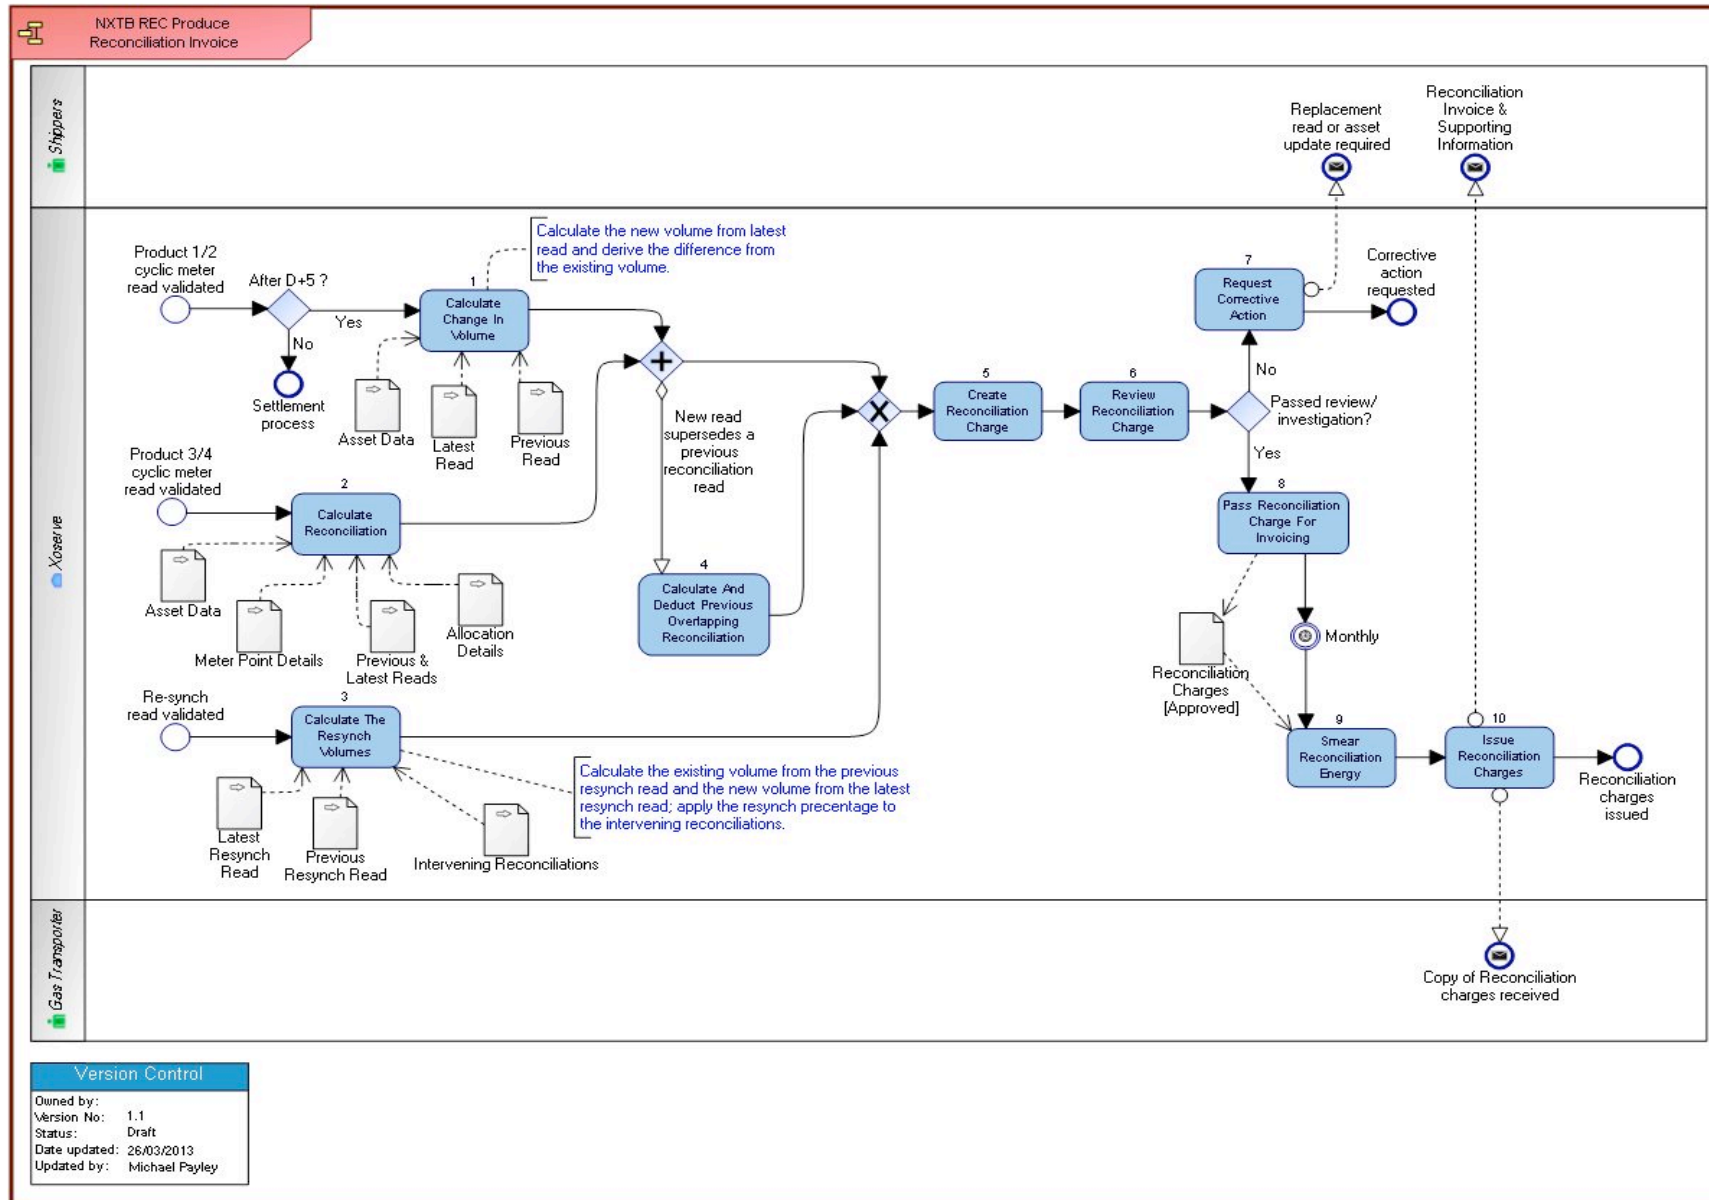 NXTB REC Produce
Reconciliation Invoice
Shippers
Replacement
read or asset
update required
Reconciliation
Invoice &
Supporting
Information
Xoserve
Product 1/2
cyclic meter
read validated
After D+5 ?
Yes
No
Settlement
process
1
Calculate
Change In
Volume
Calculate the new volume from latest
read and derive the difference from
the existing volume.
Asset Data
Latest
Read
Previous
Read
Product 3/4
cyclic meter
read validated
2
Calculate
Reconciliation
Asset Data
Meter Point Details
Previous &
Latest Reads
Allocation
Details
New read
supersedes a
previous
reconciliation
read
4
Calculate And
Deduct Previous
Overlapping
Reconciliation
Re-synch
read validated
3
Calculate The
Resynch
Volumes
Latest
Resynch
Read
Previous
Resynch Read
Intervening Reconciliations
Calculate the existing volume from the previous
resynch read and the new volume from the latest
resynch read; apply the resynch precentage to
the intervening reconciliations.
5
Create
Reconciliation
Charge
6
Review
Reconciliation
Charge
Passed review/
investigation?
No
Yes
7
Request
Corrective
Action
Corrective
action
requested
8
Pass Reconciliation
Charge For
Invoicing
Monthly
Reconciliation
Charges
[Approved]
9
Smear
Reconciliation
Energy
10
Issue
Reconciliation
Charges
Reconciliation
charges
issued
Gas Transporter
Copy of Reconciliation
charges received
Version Control
Owned by:
Version No: 1.1
Status: Draft
Date updated: 26/03/2013
Updated by: Michael Payley